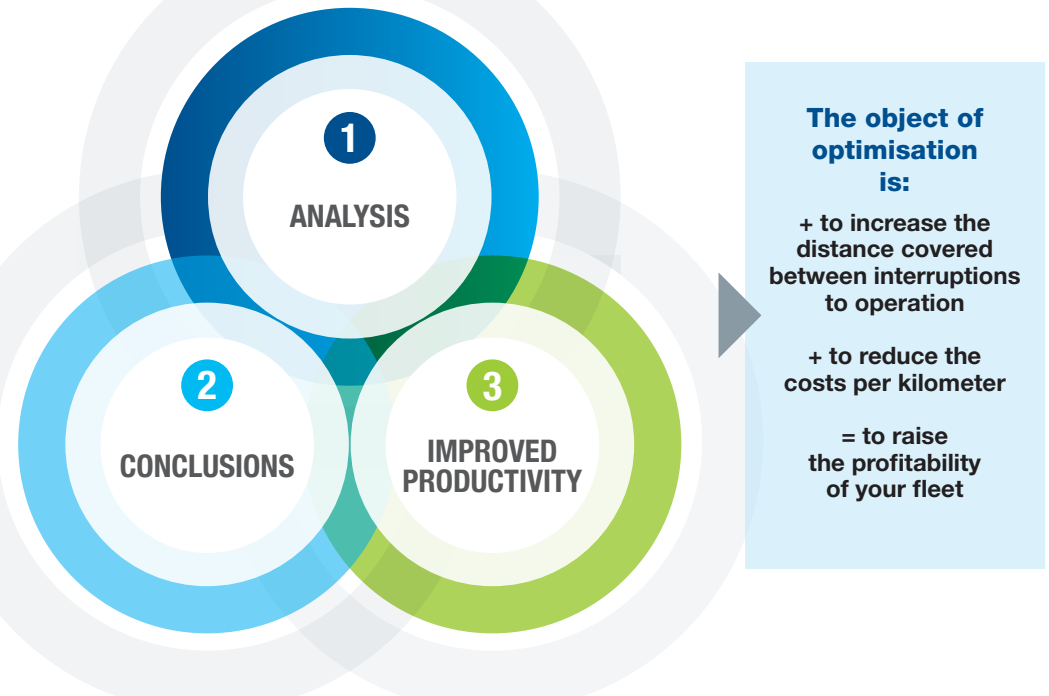 1
ANALYSIS
2
CONCLUSIONS
3
IMPROVED
PRODUCTIVITY
The object of
optimisation
is:
+ to increase the
distance covered
between interruptions
to operation
+ to reduce the
costs per kilometer
= to raise
the profitability
of your fleet